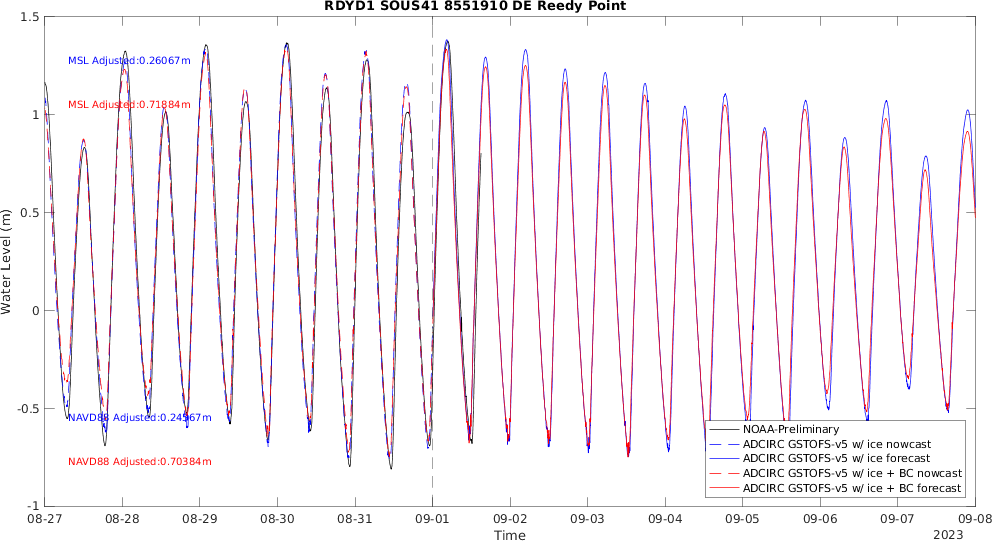 RDYD1 SOUS41 8551910 DE Reedy Point
1.5
1
0.5
0
-0.5
-1
Water Level (m)
MSL Adjusted:0.26067m
MSL Adjusted:0.71884m
NAVD88 Adjusted:0.24567m
NAVD88 Adjusted:0.70384m
NOAA-Preliminary
ADCIRC GSTOFS-v5 w/ ice nowcast
ADCIRC GSTOFS-v5 w/ ice forecast
ADCIRC GSTOFS-v5 w/ ice + BC nowcast
ADCIRC GSTOFS-v5 w/ ice + BC forecast
08-27 08-28 08-29 08-30 08-31 09-01 09-02 09-03 09-04 09-05 09-06 09-07 09-08
Time
2023